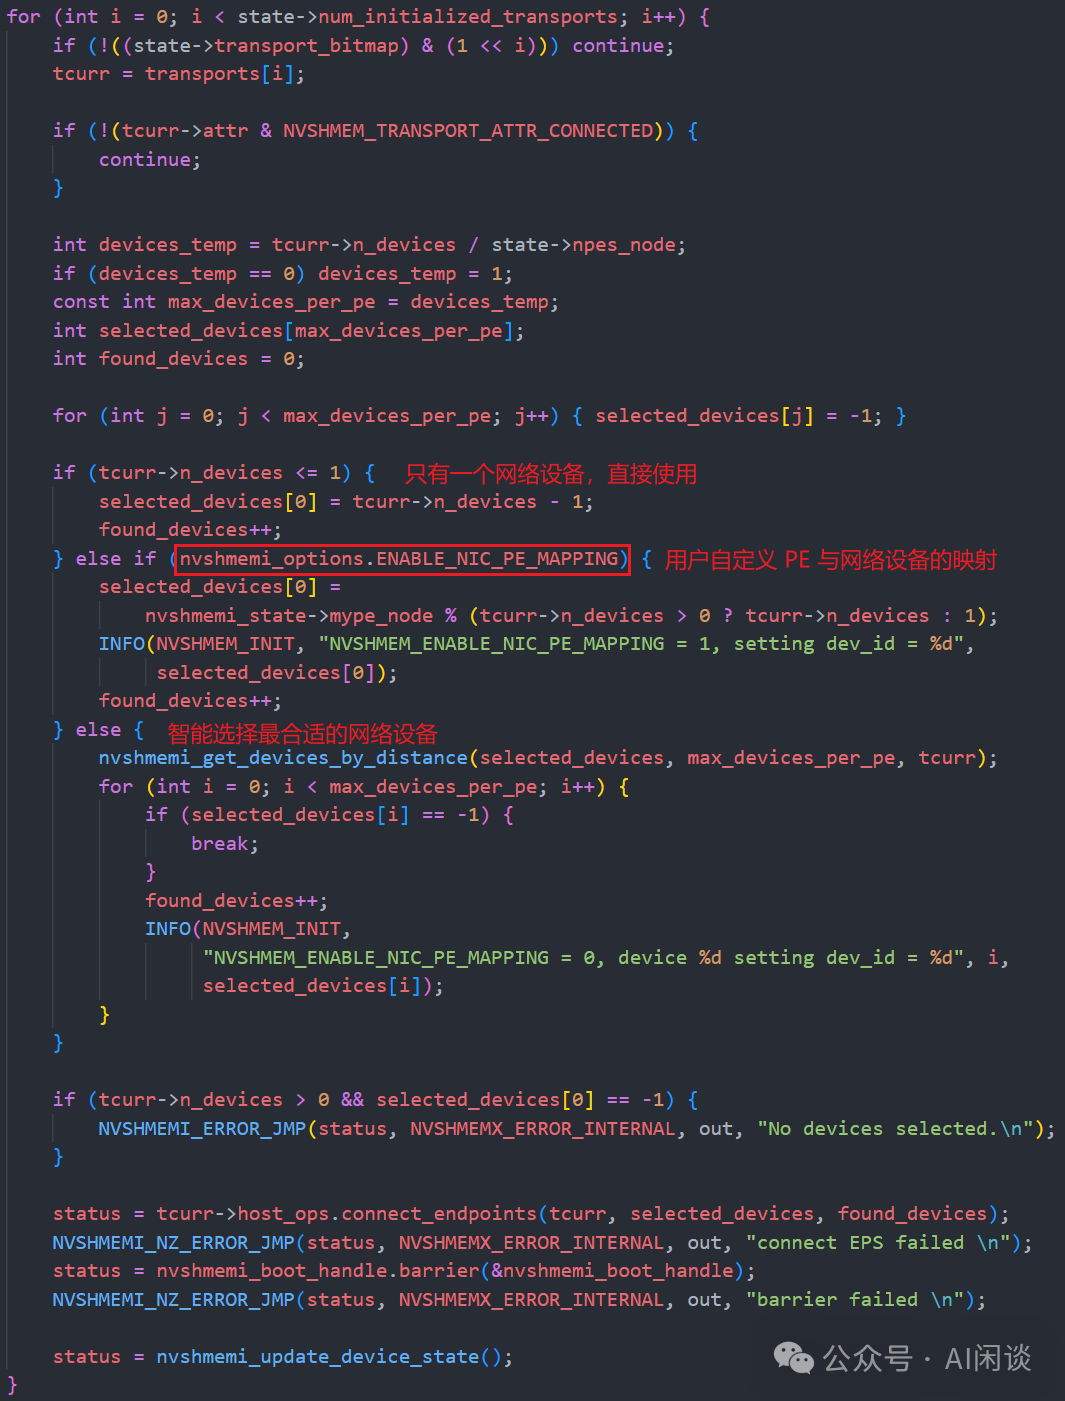 for (int i = 0; i < state->num_initialized_transports; i++) {
    if (!((state->transport_bitmap) & (1 << i))) continue;
    tcurr = transports[i];

    if (!(tcurr->attr & NVSHMEM_TRANSPORT_ATTR_CONNECTED)) {
        continue;
    }

    int devices_temp = tcurr->n_devices / state->npes_node;
    if (devices_temp == 0) devices_temp = 1;
    const int max_devices_per_pe = devices_temp;
    int selected_devices[max_devices_per_pe];
    int found_devices = 0;

    for (int j = 0; j < max_devices_per_pe; j++) { selected_devices[j] = -1; }

    if (tcurr->n_devices <= 1) {  只有一个网络设备，直接使用
        selected_devices[0] = tcurr->n_devices - 1;
        found_devices++;
    } else if (nvshmemi_options.ENABLE_NIC_PE_MAPPING) {  用户自定义 PE 与网络设备的映射
        selected_devices[0] =
            nvshmemi_state->mype_node % (tcurr->n_devices > 0 ? tcurr->n_devices : 1);
        INFO(NVSHMEM_INIT, "NVSHMEM_ENABLE_NIC_PE_MAPPING = 1, setting dev_id = %d",
             selected_devices[0]);
        found_devices++;
    } else {  智能选择最合适的网络设备
        nvshmemi_get_devices_by_distance(selected_devices, max_devices_per_pe, tcurr);
        for (int i = 0; i < max_devices_per_pe; i++) {
            if (selected_devices[i] == -1) {
                break;
            }
            found_devices++;
            INFO(NVSHMEM_INIT,
                 "NVSHMEM_ENABLE_NIC_PE_MAPPING = 0, device %d setting dev_id = %d", i,
                 selected_devices[i]);
        }
    }

    if (tcurr->n_devices > 0 && selected_devices[0] == -1) {
        NVSHMEMI_ERROR_JMP(status, NVSHMEMX_ERROR_INTERNAL, out, "No devices selected.\n");
    }

    status = tcurr->host_ops.connect_endpoints(tcurr, selected_devices, found_devices);
    NVSHMEMI_NZ_ERROR_JMP(status, NVSHMEMX_ERROR_INTERNAL, out, "connect EPS failed \n");
    status = nvshmemi_boot_handle.barrier(&nvshmemi_boot_handle);
    NVSHMEMI_NZ_ERROR_JMP(status, NVSHMEMX_ERROR_INTERNAL, out, "barrier failed \n");

    status = nvshmemi_update_device_state();
公众号 · AI闲谈
}